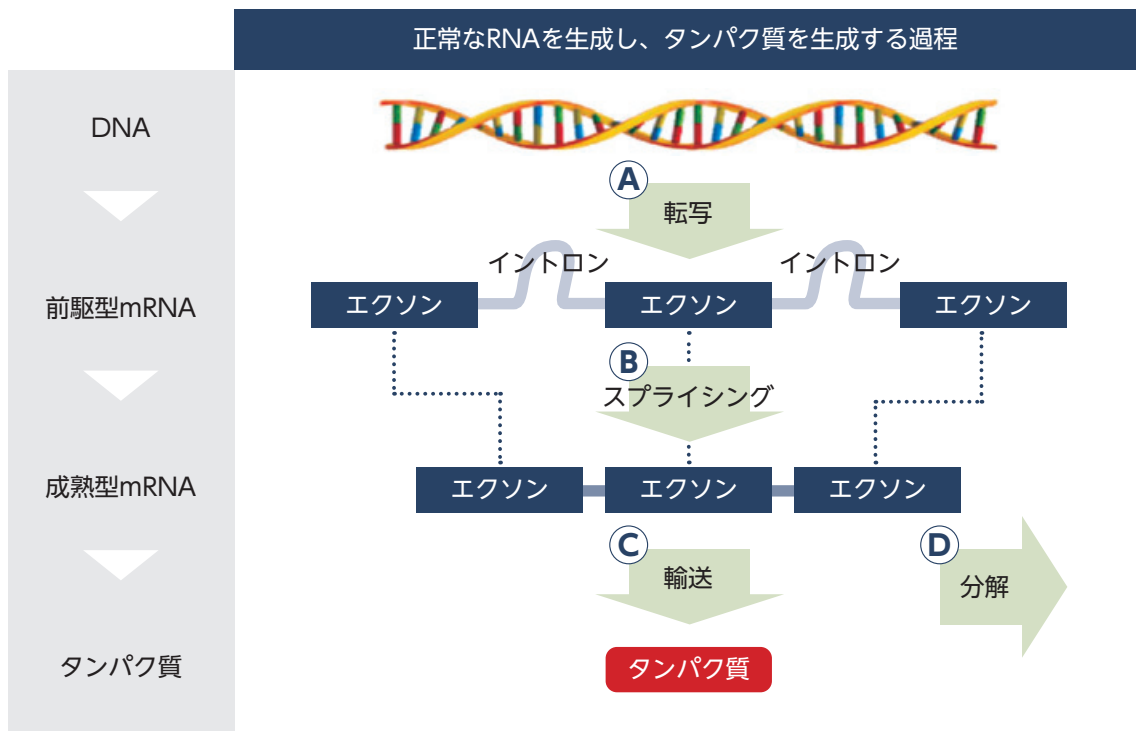 正常なRNAを生成し、タンパク質を生成する過程
DNA
A
転写
イントロン
イントロン
前駆型mRNA
エクソン
エクソン
エクソン
B
スプライシング
成熟型mRNA
エクソン
エクソン
エクソン
C
輸送
D
分解
タンパク質
タンパク質